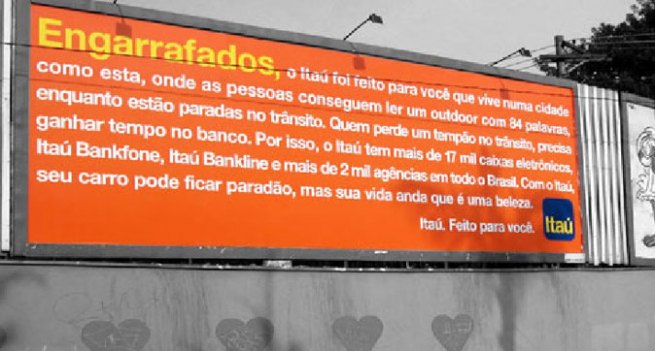 Engarrafados, o Itaú foi feito para você que vive numa cidade
como esta, onde as pessoas conseguem ler um outdoor com 84 palavras,
enquanto estão paradas no trânsito. Quem perde um tempão no trânsito, precisa
ganhar tempo no banco. Por isso, o Itaú tem mais de 17 mil caixas eletrônicos,
Itaú Bankfone, Itaú Bankline e mais de 2 mil agências em todo o Brasil. Com o Itaú,
seu carro pode ficar paradão, mas sua vida anda que é uma beleza.
Itaú. Feito para você. Itaú